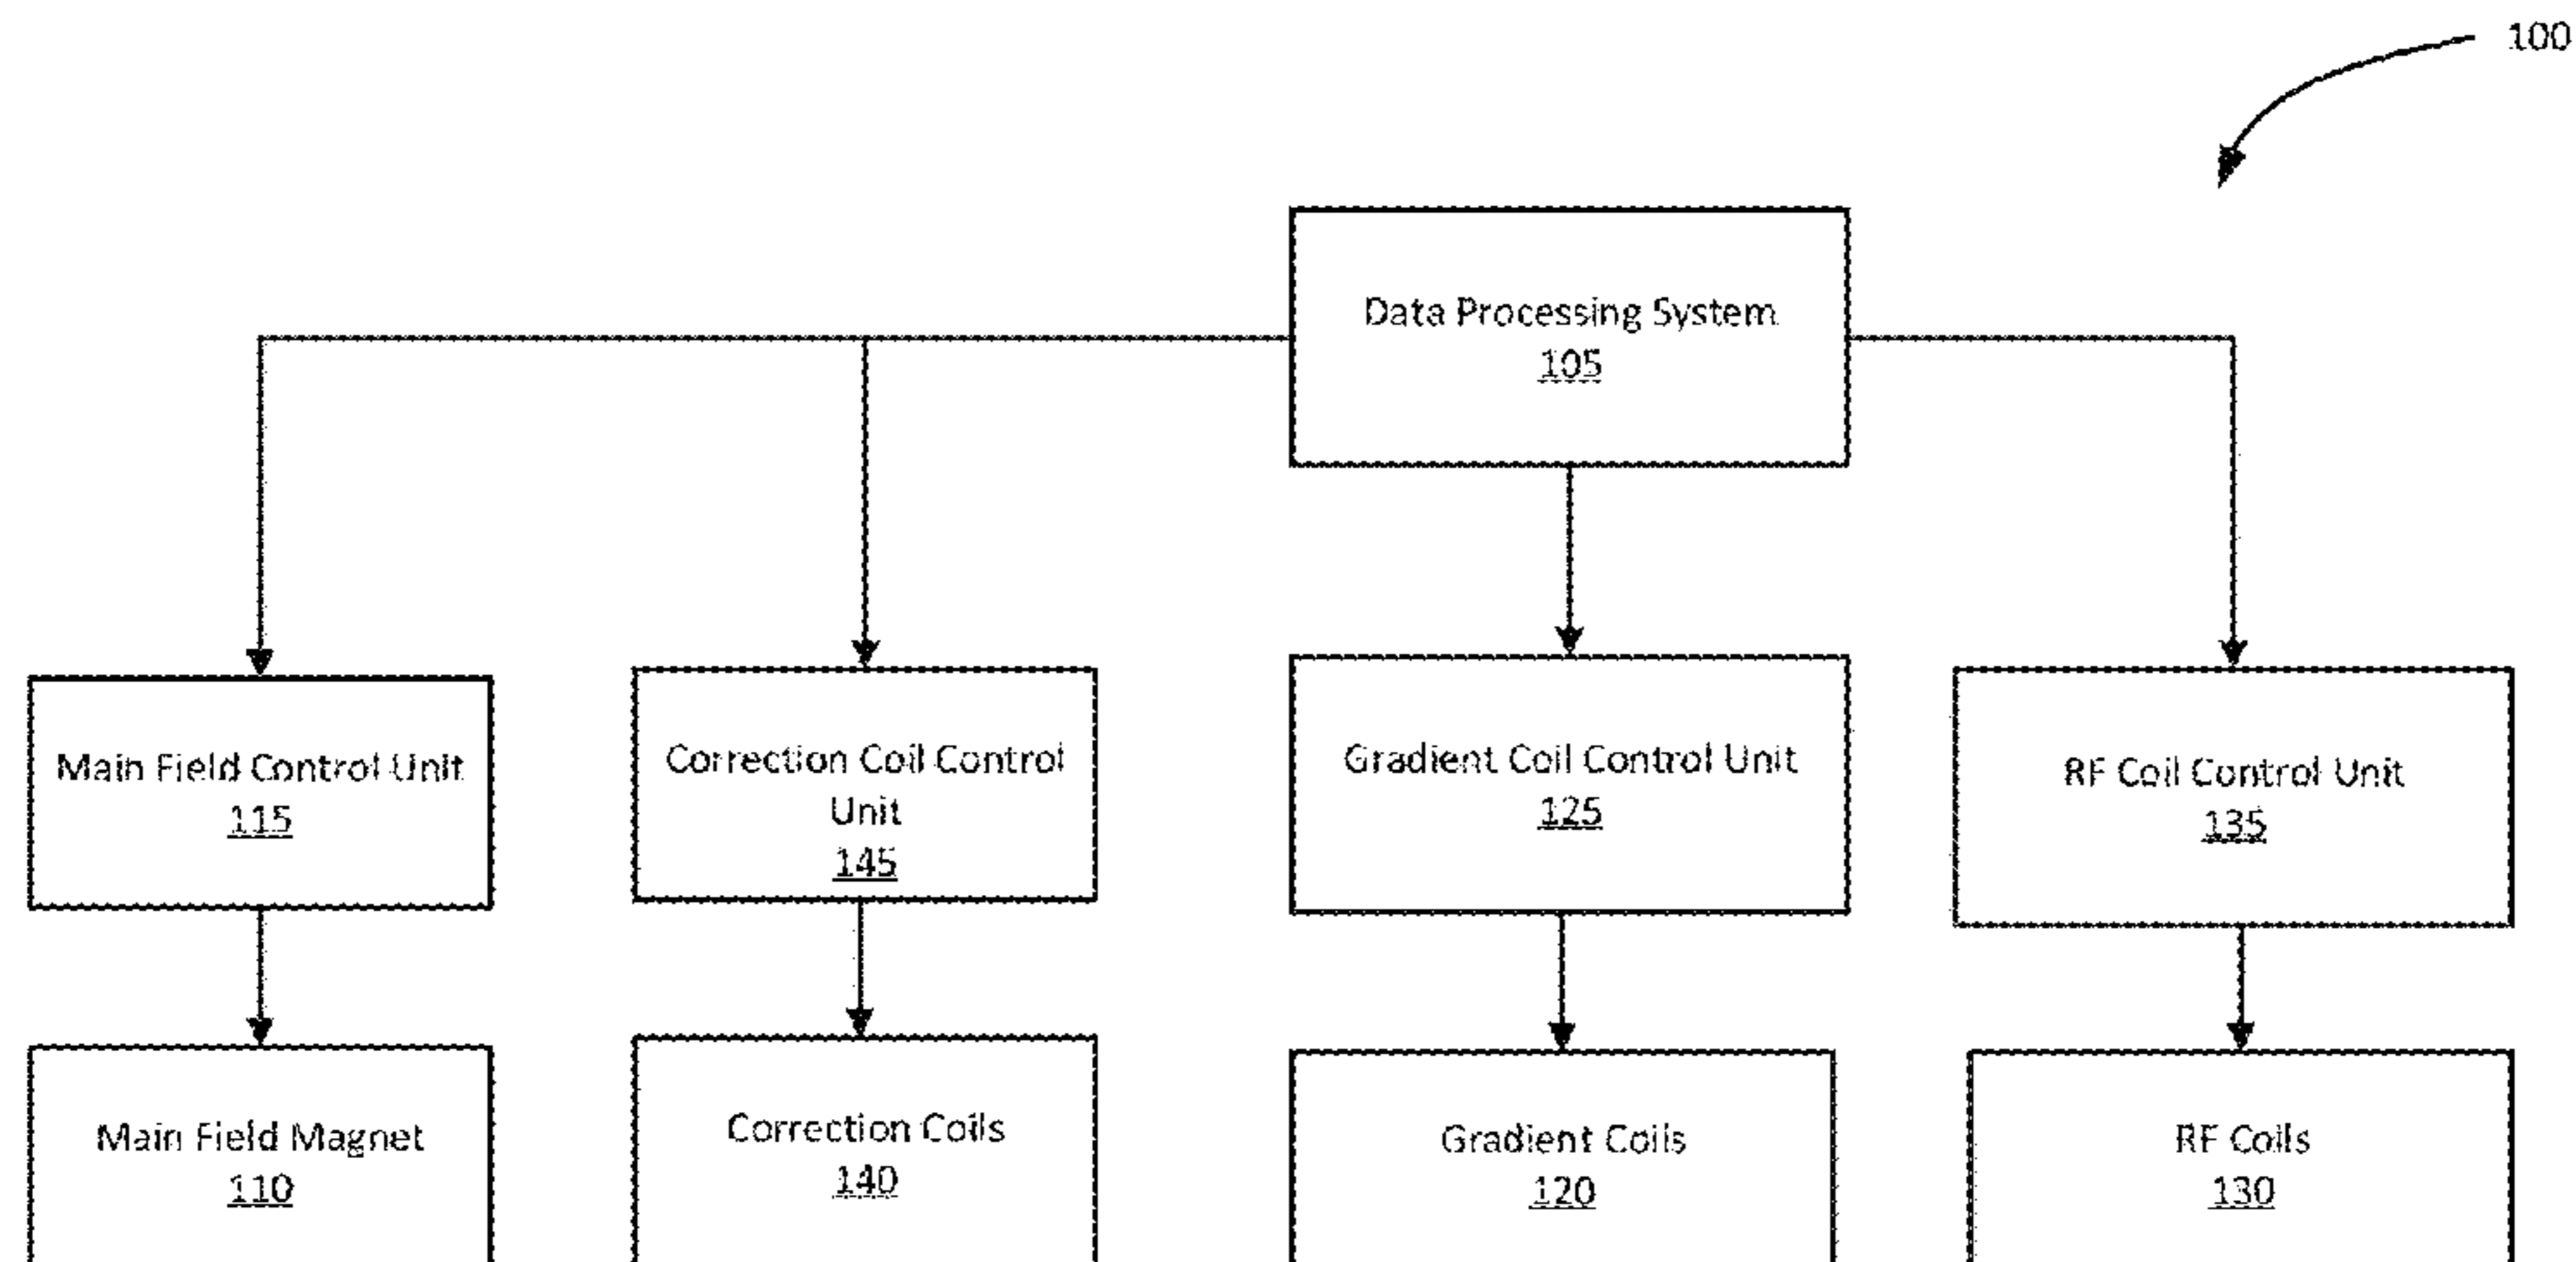 100
Data Processing System
105
Main Field Control Unit
115
Correction Coil Control
Unit
145
Gradient Coil Control Unit
125
RF Coil Control Unit
135
Main Field Magnet
110
Correction Coils
140
Gradient Coils
120
RF Coils
130